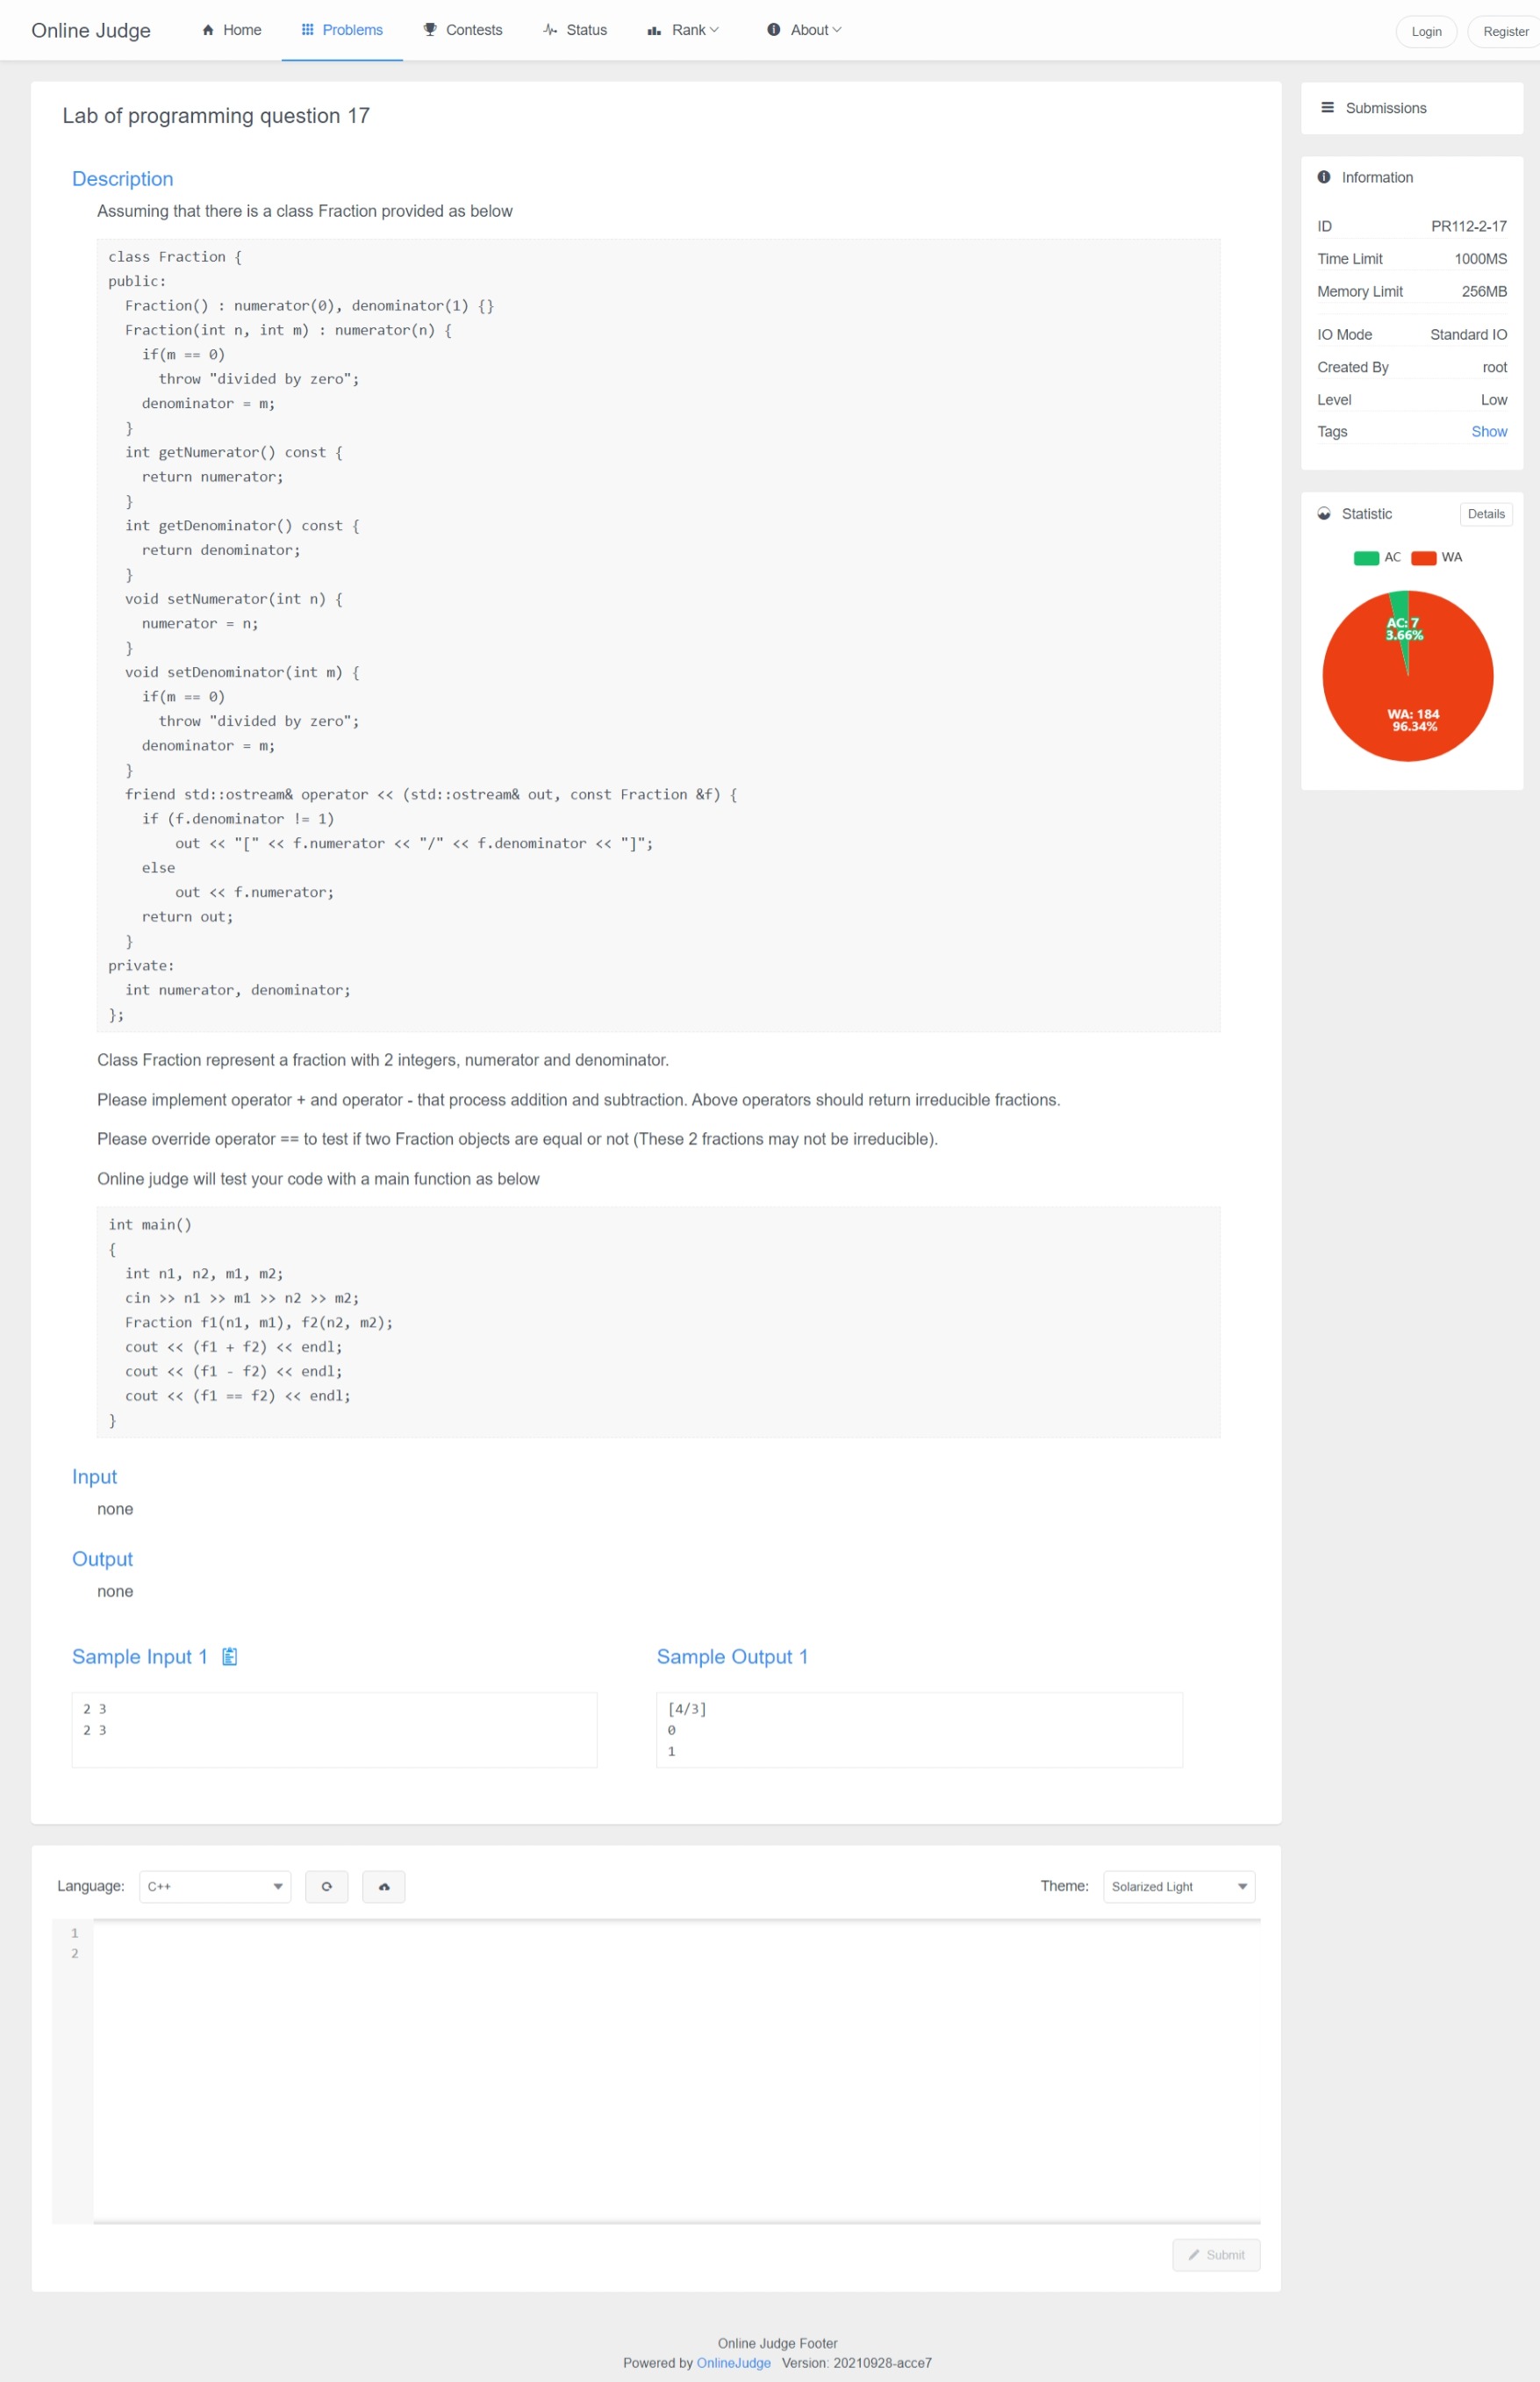 Online Judge Home Problems Contests Status Rank About Login Register
Lab of programming question 17
Description
Assuming that there is a class Fraction provided as below
class Fraction {
public:
  Fraction() : numerator(0), denominator(1) {}
  Fraction(int n, int m) : numerator(n) {
    if(m == 0)
      throw "divided by zero";
    denominator = m;
  }
  int getNumerator() const {
    return numerator;
  }
  int getDenominator() const {
    return denominator;
  }
  void setNumerator(int n) {
    numerator = n;
  }
  void setDenominator(int m) {
    if(m == 0)
      throw "divided by zero";
    denominator = m;
  }
  friend std::ostream& operator << (std::ostream& out, const Fraction &f) {
    if (f.denominator != 1)
        out << "[" << f.numerator << "/" << f.denominator << "]";
    else
        out << f.numerator;
    return out;
  }
private:
  int numerator, denominator;
};
Class Fraction represent a fraction with 2 integers, numerator and denominator.
Please implement operator + and operator - that process addition and subtraction. Above operators should return irreducible fractions.
Please override operator == to test if two Fraction objects are equal or not (These 2 fractions may not be irreducible).
Online judge will test your code with a main function as below
int main()
{
  int n1, n2, m1, m2;
  cin >> n1 >> m1 >> n2 >> m2;
  Fraction f1(n1, m1), f2(n2, m2);
  cout << (f1 + f2) << endl;
  cout << (f1 - f2) << endl;
  cout << (f1 == f2) << endl;
}
Input
none
Output
none
Sample Input 1
2 3
2 3
Sample Output 1
[4/3]
0
1
Language: C++
Theme: Solarized Light
1
2
Submit
Submissions
Information
ID PR112-2-17
Time Limit 1000MS
Memory Limit 256MB
IO Mode Standard IO
Created By root
Level Low
Tags Show
Statistic Details
AC WA
AC: 7
3.66%
WA: 184
96.34%
Online Judge Footer
Powered by OnlineJudge Version: 20210928-acce7